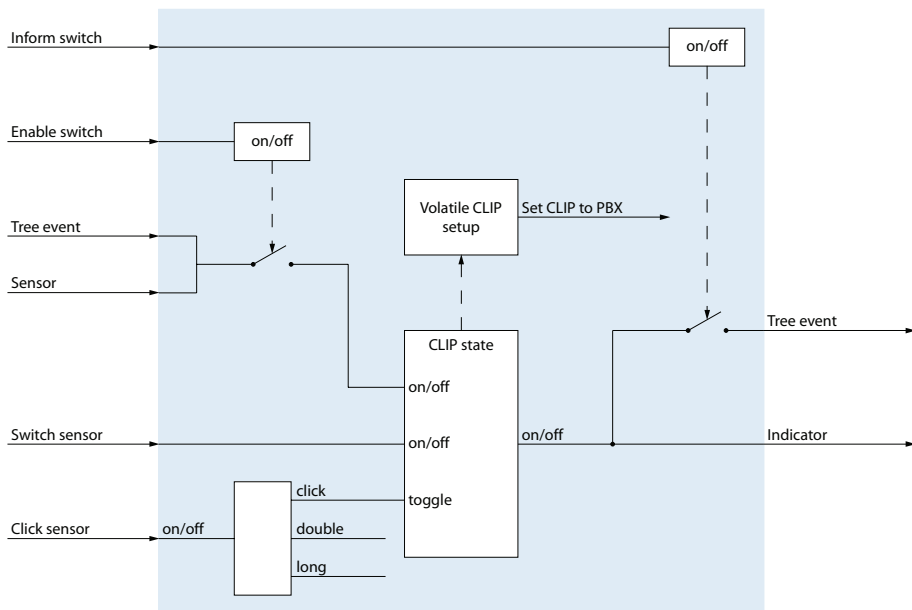 Inform switch
on/off
Enable switch
on/off
Volatile CLIP
setup
Set CLIP to PBX
Tree event
Sensor
Tree event
CLIP state
on/off
Switch sensor
on/off
on/off
Indicator
click
toggle
Click sensor
on/off
double
long